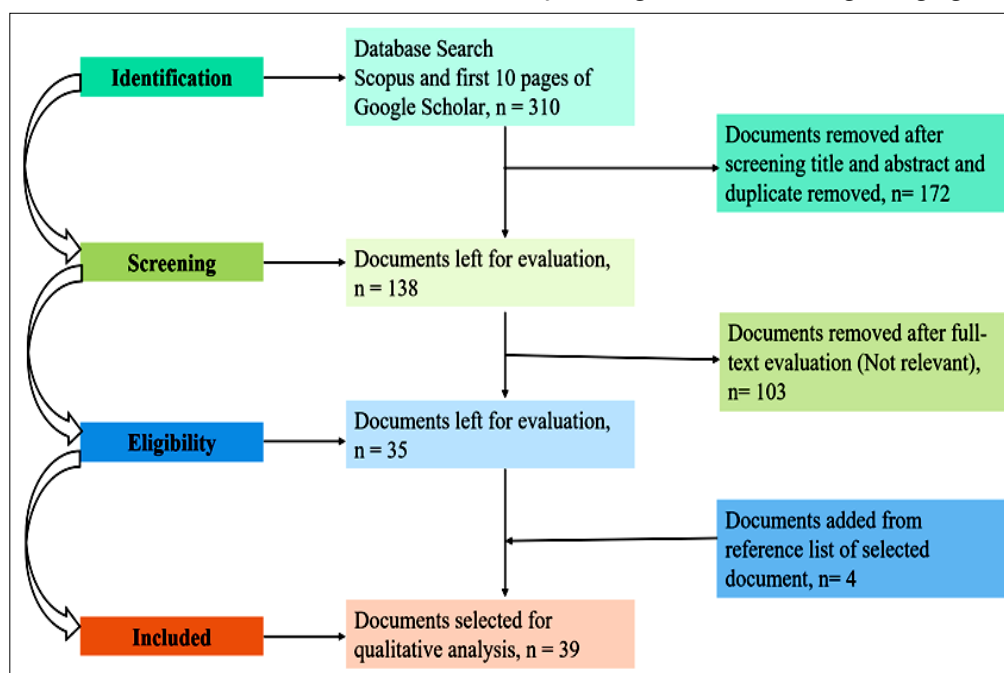 Identification
Database Search
Scopus and first 10 pages of
Google Scholar, n = 310
Documents removed after
screening title and abstract and
duplicate removed, n= 172
Screening
Documents left for evaluation,
n = 138
Documents removed after full-
text evaluation (Not relevant),
n= 103
Eligibility
Documents left for evaluation,
n = 35
Documents added from
reference list of selected
document, n= 4
Included
Documents selected for
qualitative analysis, n = 39